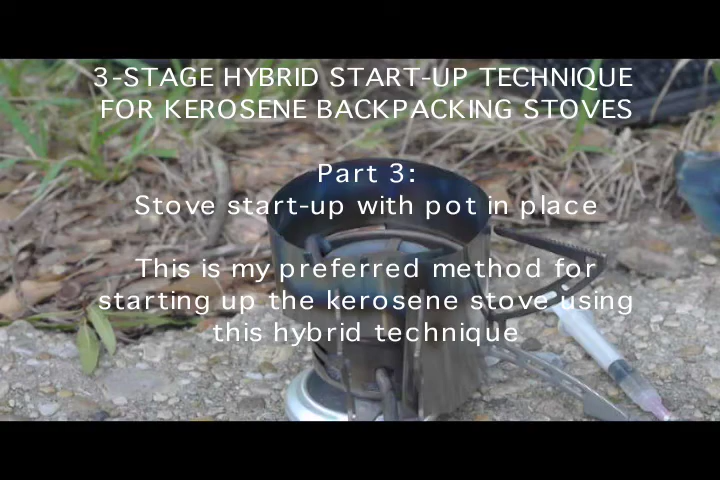 3-STAGE HYBRID START-UP TECHNIQUE
FOR KEROSENE BACKPACKING STOVES
Part 3:
Stove start-up with pot in place
This is my preferred method for
starting up the kerosene stove using
this hybrid technique